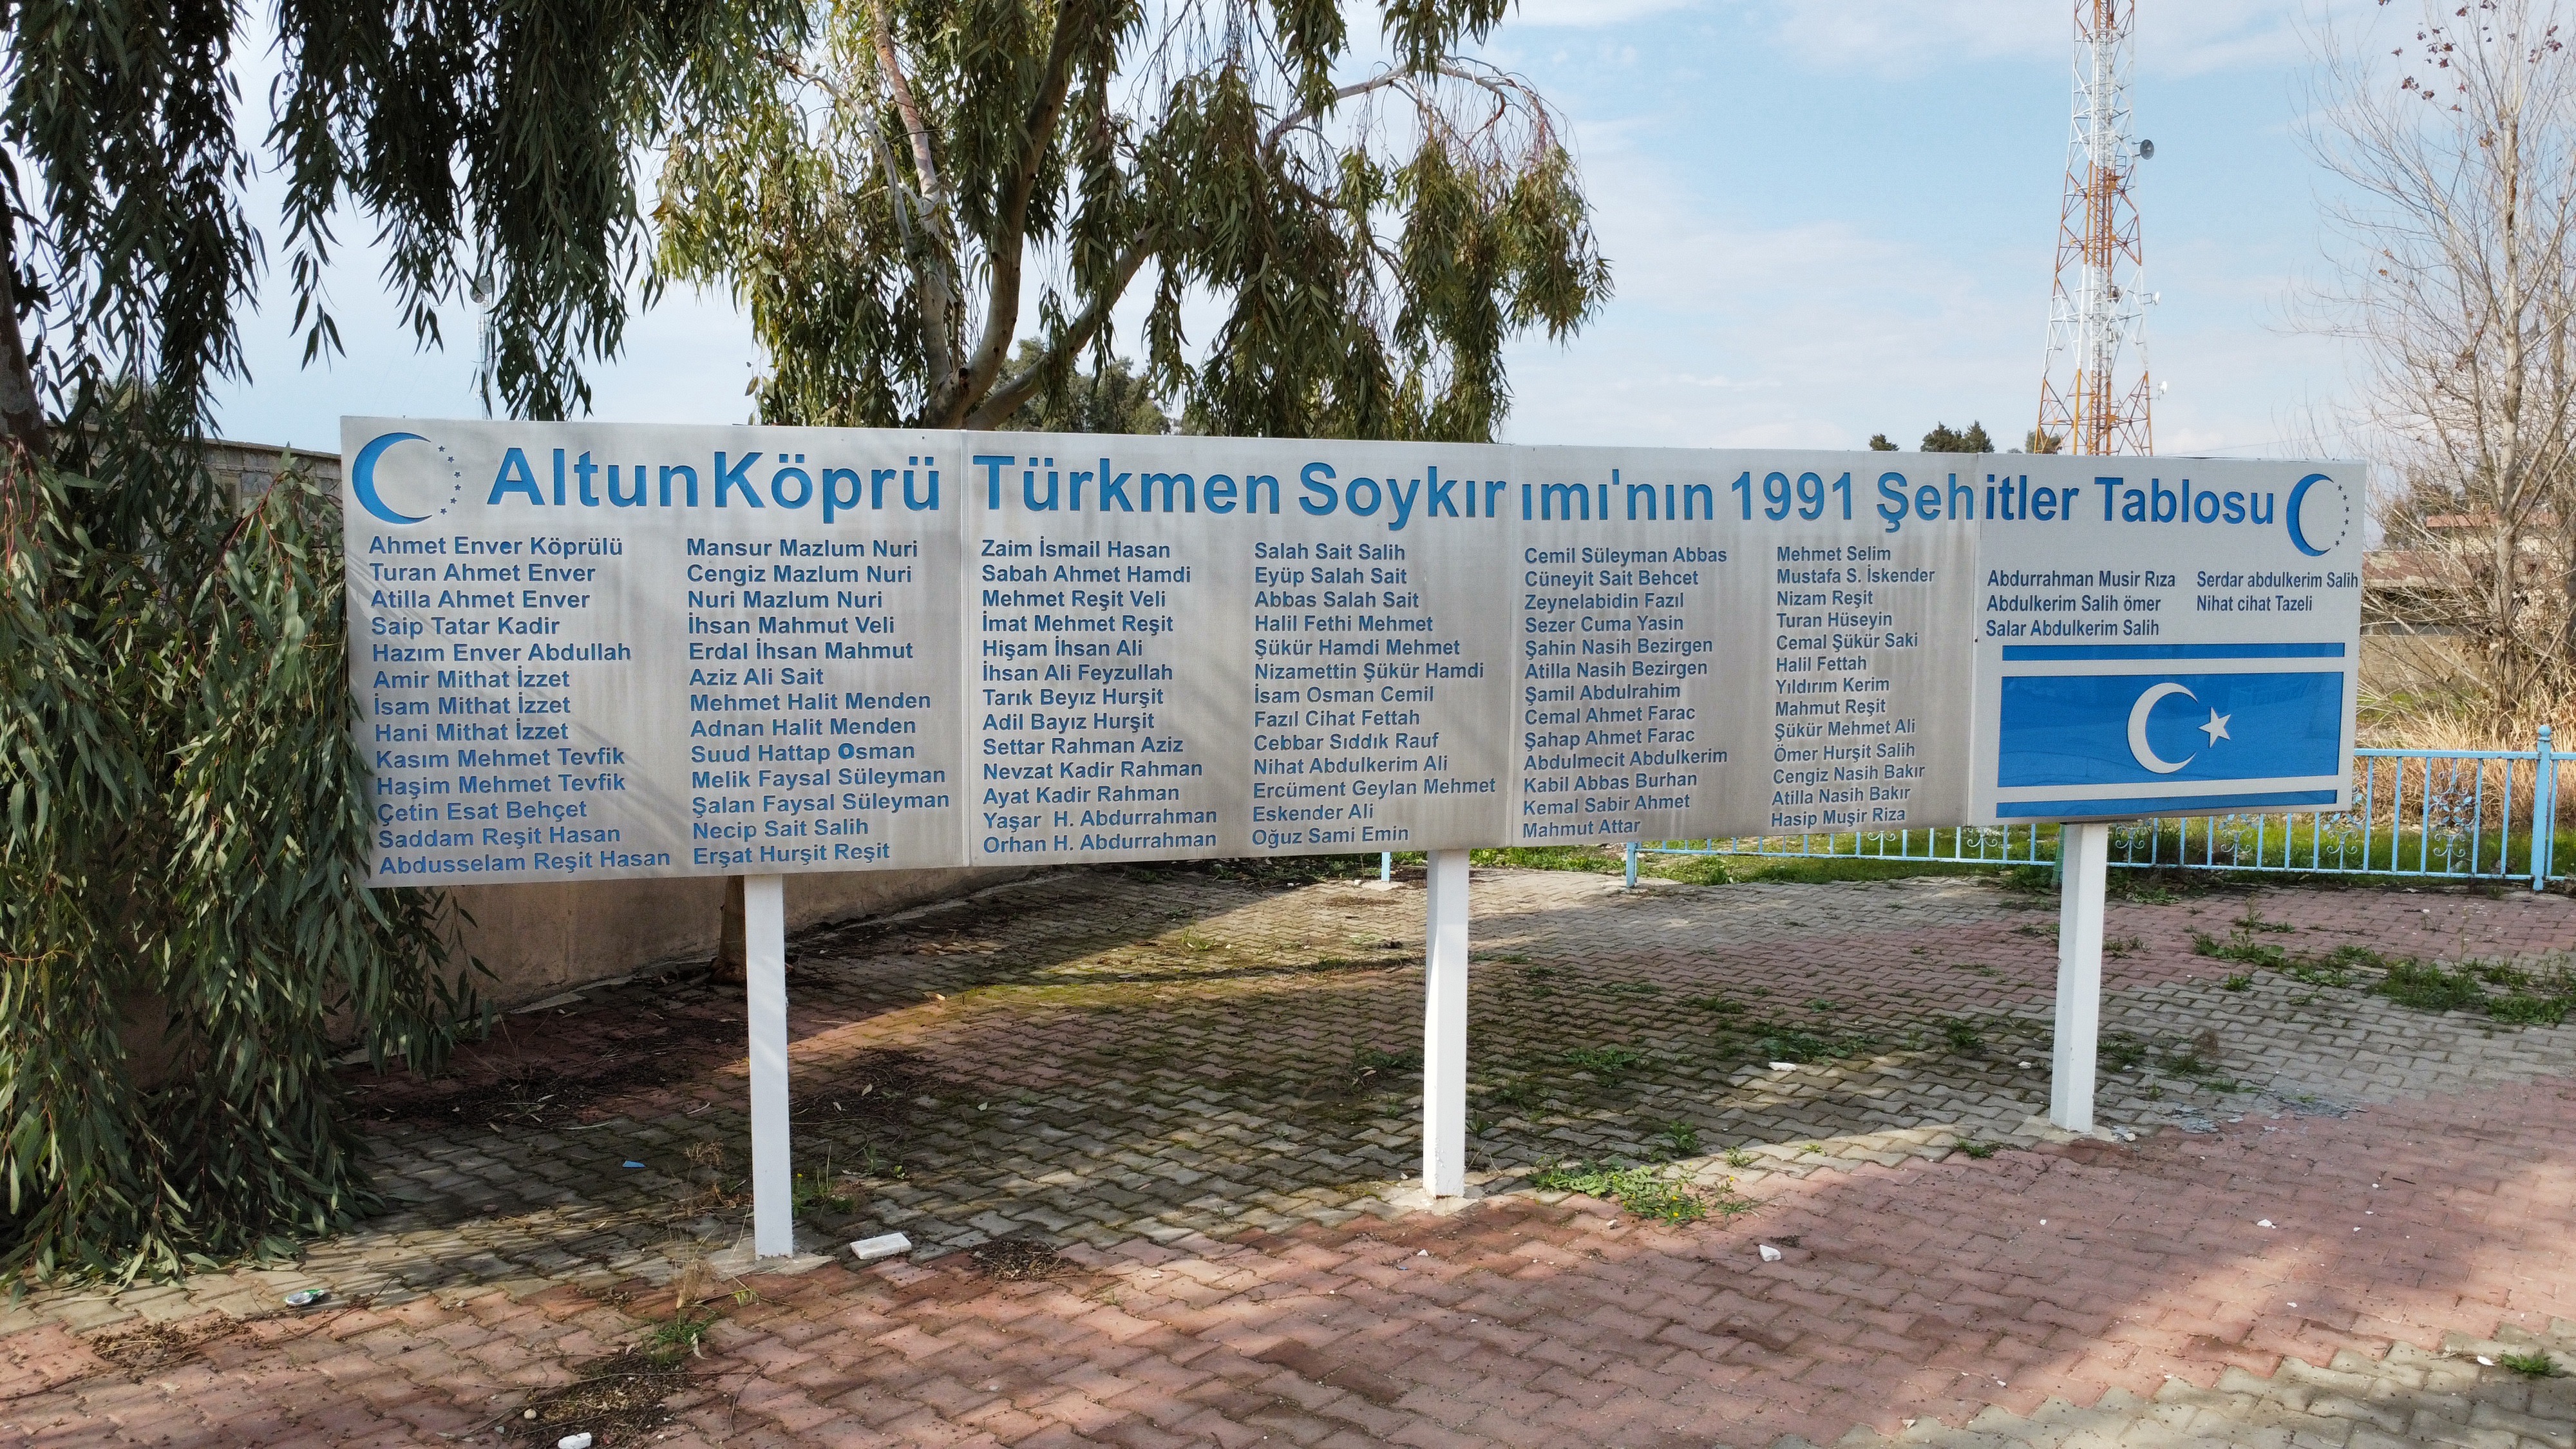 AltunKöprü Türkmen Soykırımı'nın 1991 Şehitler Tablosu
Ahmet Enver Köprülü
Turan Ahmet Enver
Atilla Ahmet Enver
Saip Tatar Kadir
Hazım Enver Abdullah
Amir Mithat İzzet
İsam Mithat İzzet
Hani Mithat İzzet
Kasım Mehmet Tevfik
Haşim Mehmet Tevfik
Çetin Esat Behçet
Saddam Reşit Hasan
Abdusselam Reşit Hasan
Mansur Mazlum Nuri
Cengiz Mazlum Nuri
Nuri Mazlum Nuri
İhsan Mahmut Veli
Erdal İhsan Mahmut
Aziz Ali Sait
Mehmet Halit Menden
Adnan Halit Menden
Suud Hattap Osman
Melik Faysal Süleyman
Şalan Faysal Süleyman
Necip Sait Salih
Erşat Hurşit Reşit
Zaim İsmail Hasan
Sabah Ahmet Hamdi
Mehmet Reşit Veli
İmat Mehmet Reşit
Hişam İhsan Ali
İhsan Ali Feyzullah
Tarık Beyız Hurşit
Adil Bayız Hurşit
Settar Rahman Aziz
Nevzat Kadir Rahman
Ayat Kadir Rahman
Yaşar H. Abdurrahman
Orhan H. Abdurrahman
Salah Sait Salih
Eyüp Salah Sait
Abbas Salah Sait
Halil Fethi Mehmet
Şükür Hamdi Mehmet
Nizamettin Şükür Hamdi
İsam Osman Cemil
Fazıl Cihat Fettah
Cebbar Sıddık Rauf
Nihat Abdulkerim Ali
Ercüment Geylan Mehmet
Eskender Ali
Oğuz Sami Emin
Cemil Süleyman Abbas
Cüneyit Sait Behcet
Zeynelabidin Fazıl
Sezer Cuma Yasin
Şahin Nasih Bezirgen
Atilla Nasih Bezirgen
Şamil Abdulrahim
Cemal Ahmet Farac
Şahap Ahmet Farac
Abdulmecit Abdulkerim
Kabil Abbas Burhan
Kemal Sabir Ahmet
Mahmut Attar
Mehmet Selim
Mustafa S. İskender
Nizam Reşit
Turan Hüseyin
Cemal Şükür Saki
Halil Fettah
Yıldırım Kerim
Mahmut Reşit
Şükür Mehmet Ali
Ömer Hurşit Salih
Cengiz Nasih Bakır
Atilla Nasih Bakır
Hasip Muşir Riza
Abdurrahman Musir Rıza
Abdulkerim Salih ömer
Salar Abdulkerim Salih
Serdar abdulkerim Salih
Nihat cihat Tazeli